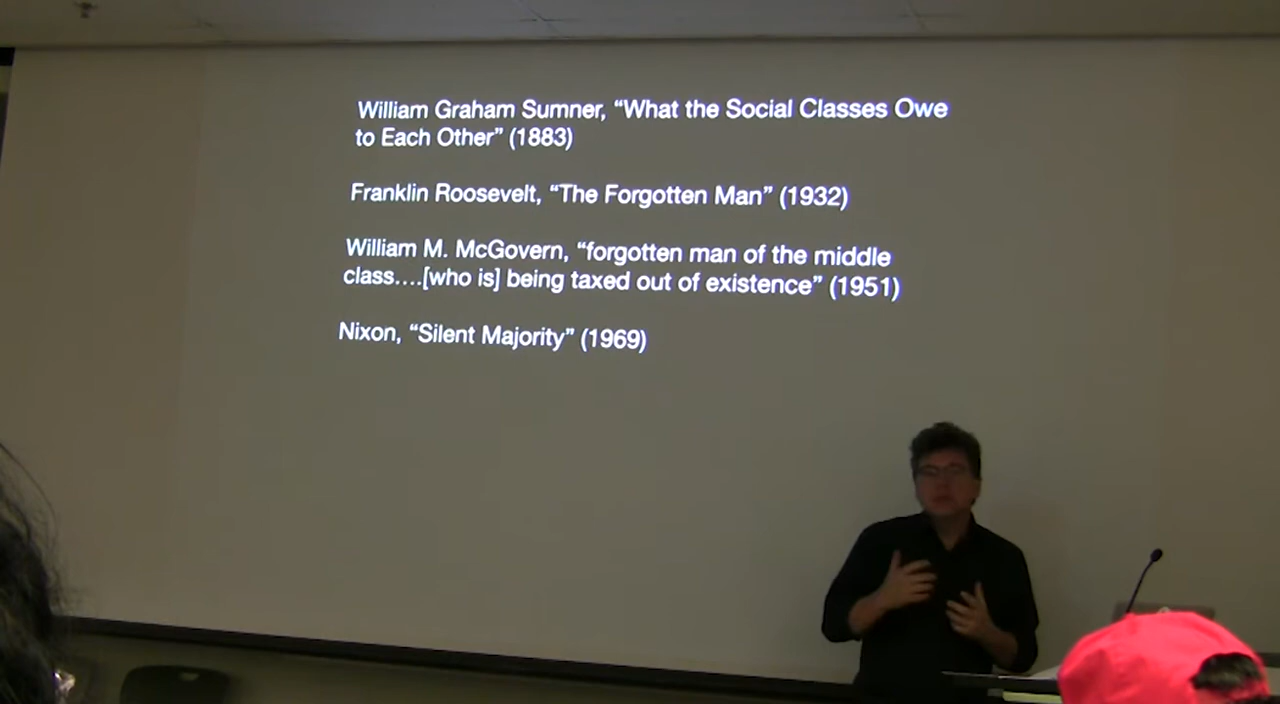 William Graham Sumner, “What the Social Classes Owe
to Each Other” (1883)
Franklin Roosevelt, “The Forgotten Man” (1932)
William M. McGovern, “forgotten man of the middle
class….[who is] being taxed out of existence” (1951)
Nixon, “Silent Majority” (1969)